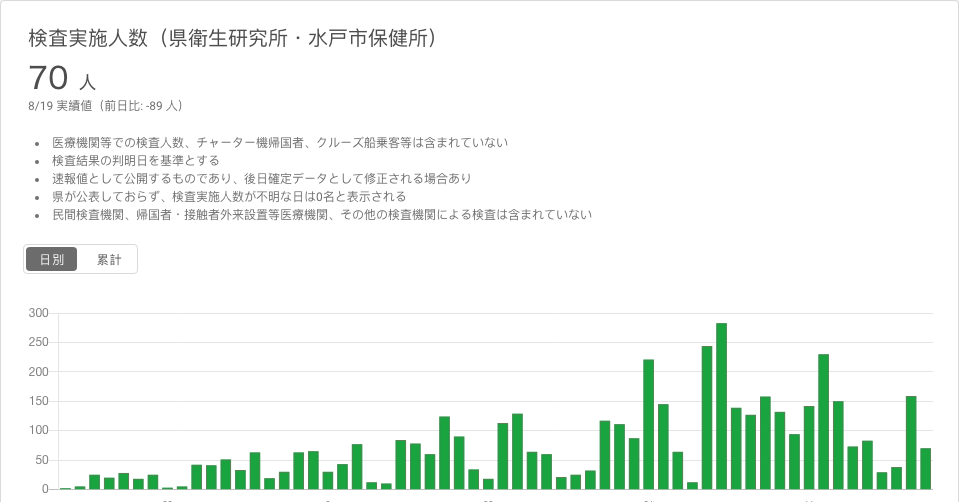 検査実施人数（県衛生研究所・水戸市保健所）
70 人
8/19 実績値（前日比: -89 人）
• 医療機関等での検査人数、チャーター機帰国者、クルーズ船乗客等は含まれていない
• 検査結果の判明日を基準とする
• 速報値として公開するものであり、後日確定データとして修正される場合あり
• 県が公表しておらず、検査実施人数が不明な日は0名と表示される
• 民間検査機関、帰国者・接触者外来設置等医療機関、その他の検査機関による検査は含まれていない
日別 累計
300
250
200
150
100
50
0